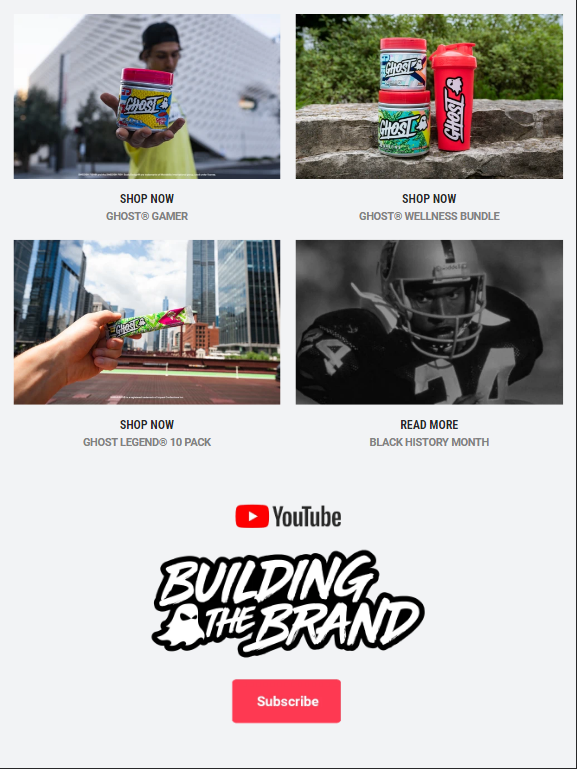 GHOST
GHOST
GHOST
GHOST
SHOP NOW
GHOST® GAMER
SHOP NOW
GHOST® WELLNESS BUNDLE
GHOST
34
SHOP NOW
GHOST LEGEND® 10 PACK
READ MORE
BLACK HISTORY MONTH
YouTube
BUILDING
THE BRAND
Subscribe